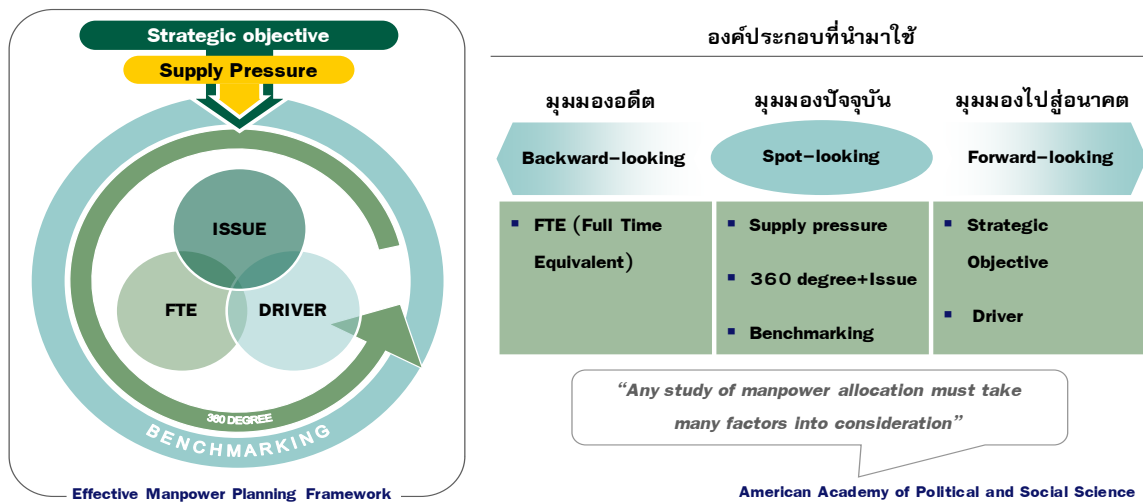 Strategic objective
Supply Pressure
ISSUE
FTE
DRIVER
360 DEGREE
BENCHMARKING
Effective Manpower Planning Framework
องค์ประกอบที่นำมาใช้
มุมมองอดีต
มุมมองปัจจุบัน
มุมมองไปสู่อนาคต
Backward-looking
Spot-looking
Forward-looking
▪ FTE (Full Time
Equivalent)
▪ Supply pressure
▪ 360 degree+Issue
▪ Benchmarking
▪ Strategic
Objective
▪ Driver
“Any study of manpower allocation must take
many factors into consideration”
American Academy of Political and Social Science